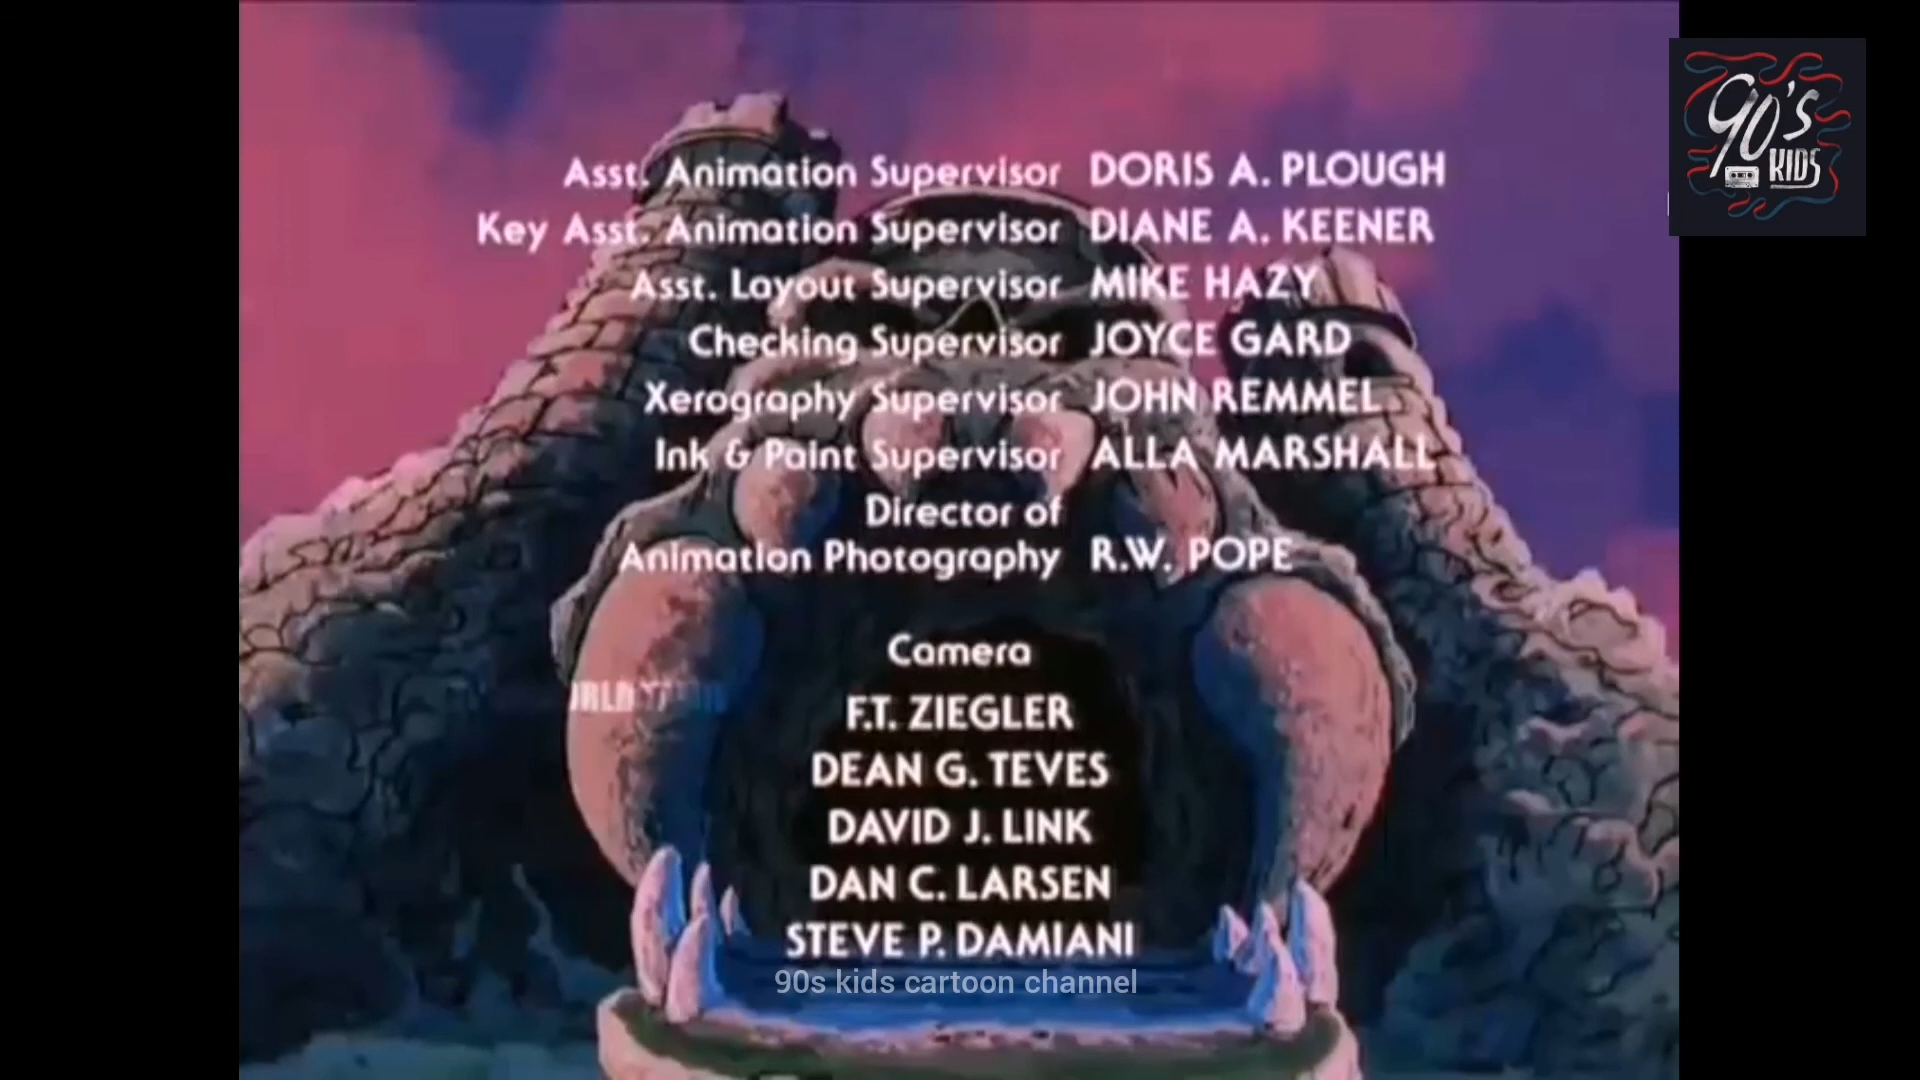 90's
KIDS
Asst. Animation Supervisor DORIS A. PLOUGH
Key Asst. Animation Supervisor DIANE A. KEENER
Asst. Layout Supervisor MIKE HAZY
Checking Supervisor JOYCE GARD
Xerography Supervisor JOHN REMMEL
Ink & Paint Supervisor ALLA MARSHALL
Director of
Animation Photography R.W. POPE
Camera
F.T. ZIEGLER
DEAN G. TEVES
DAVID J. LINK
DAN C. LARSEN
STEVE P. DAMIANI
90s kids cartoon channel